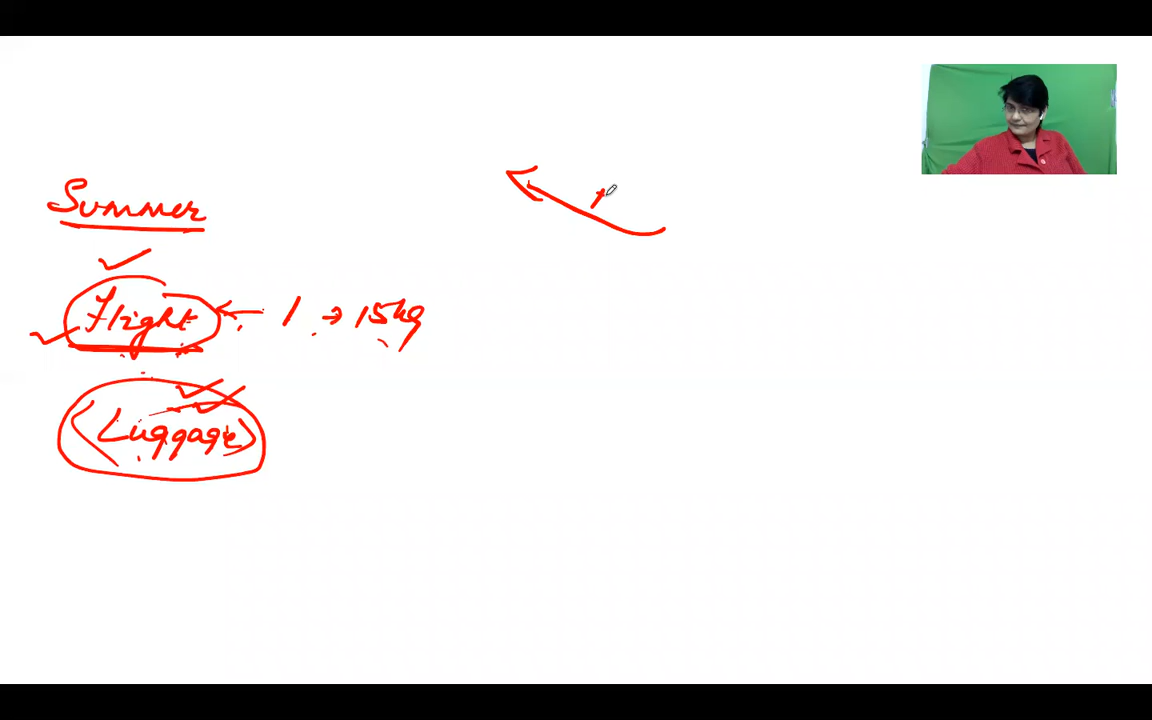 Summer
Flight ← 1 → 15kg
(Luggage)